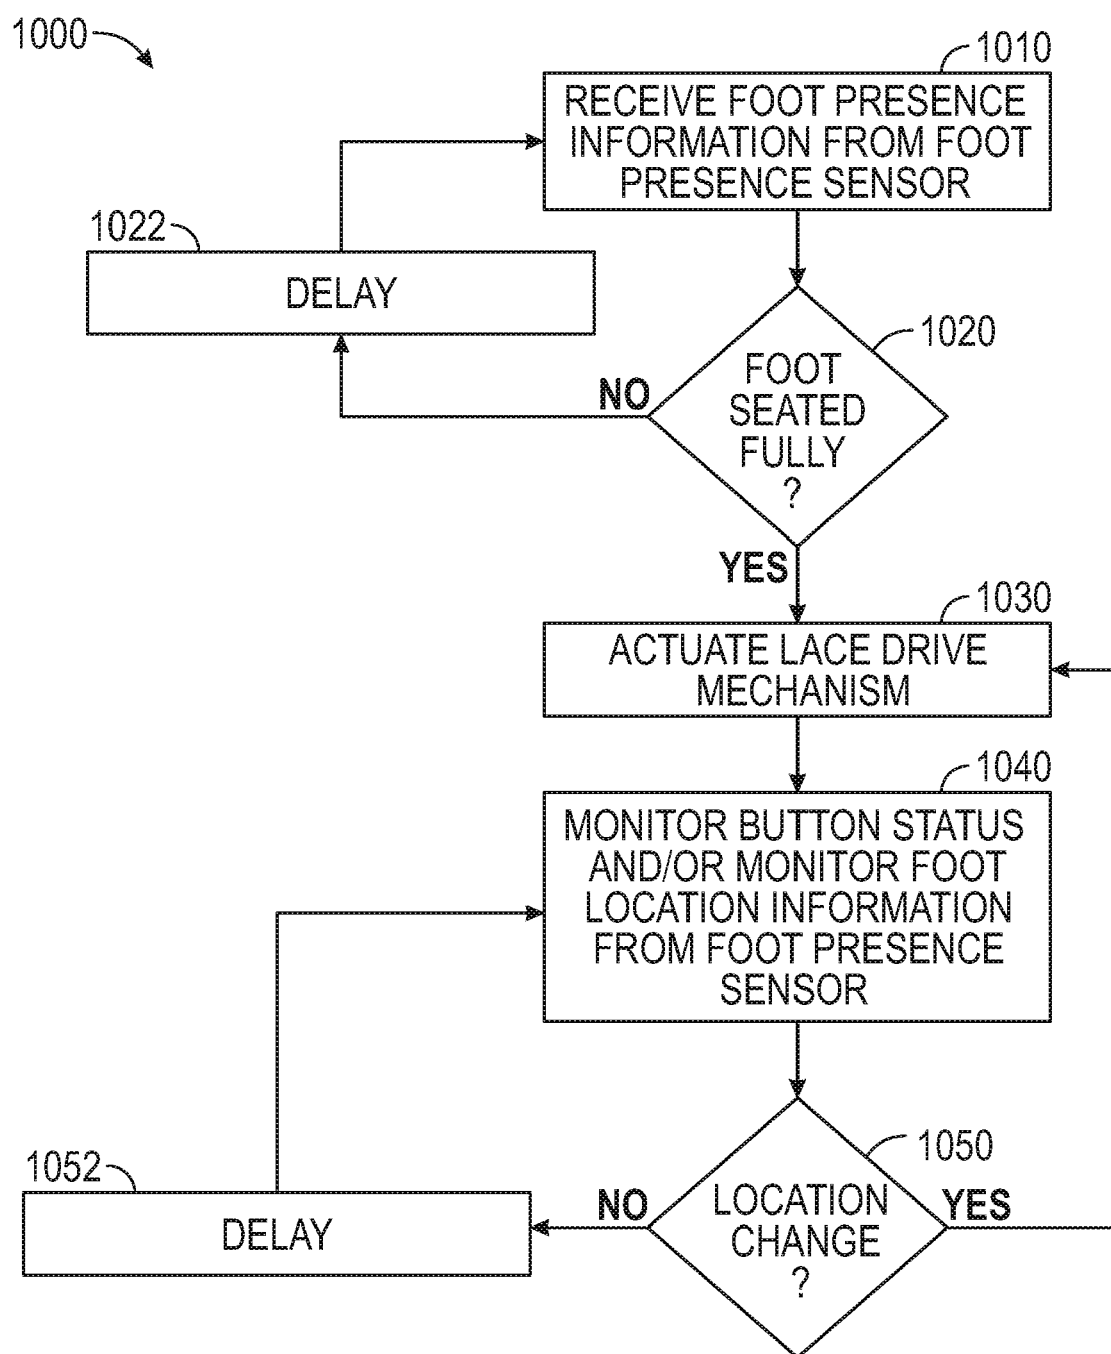 1000
1010
RECEIVE FOOT PRESENCE
INFORMATION FROM FOOT
PRESENCE SENSOR
1022
DELAY
1020
FOOT
SEATED
FULLY
?
NO
YES
1030
ACTUATE LACE DRIVE
MECHANISM
1040
MONITOR BUTTON STATUS
AND/OR MONITOR FOOT
LOCATION INFORMATION
FROM FOOT PRESENCE
SENSOR
1050
LOCATION
CHANGE
?
NO
YES
1052
DELAY